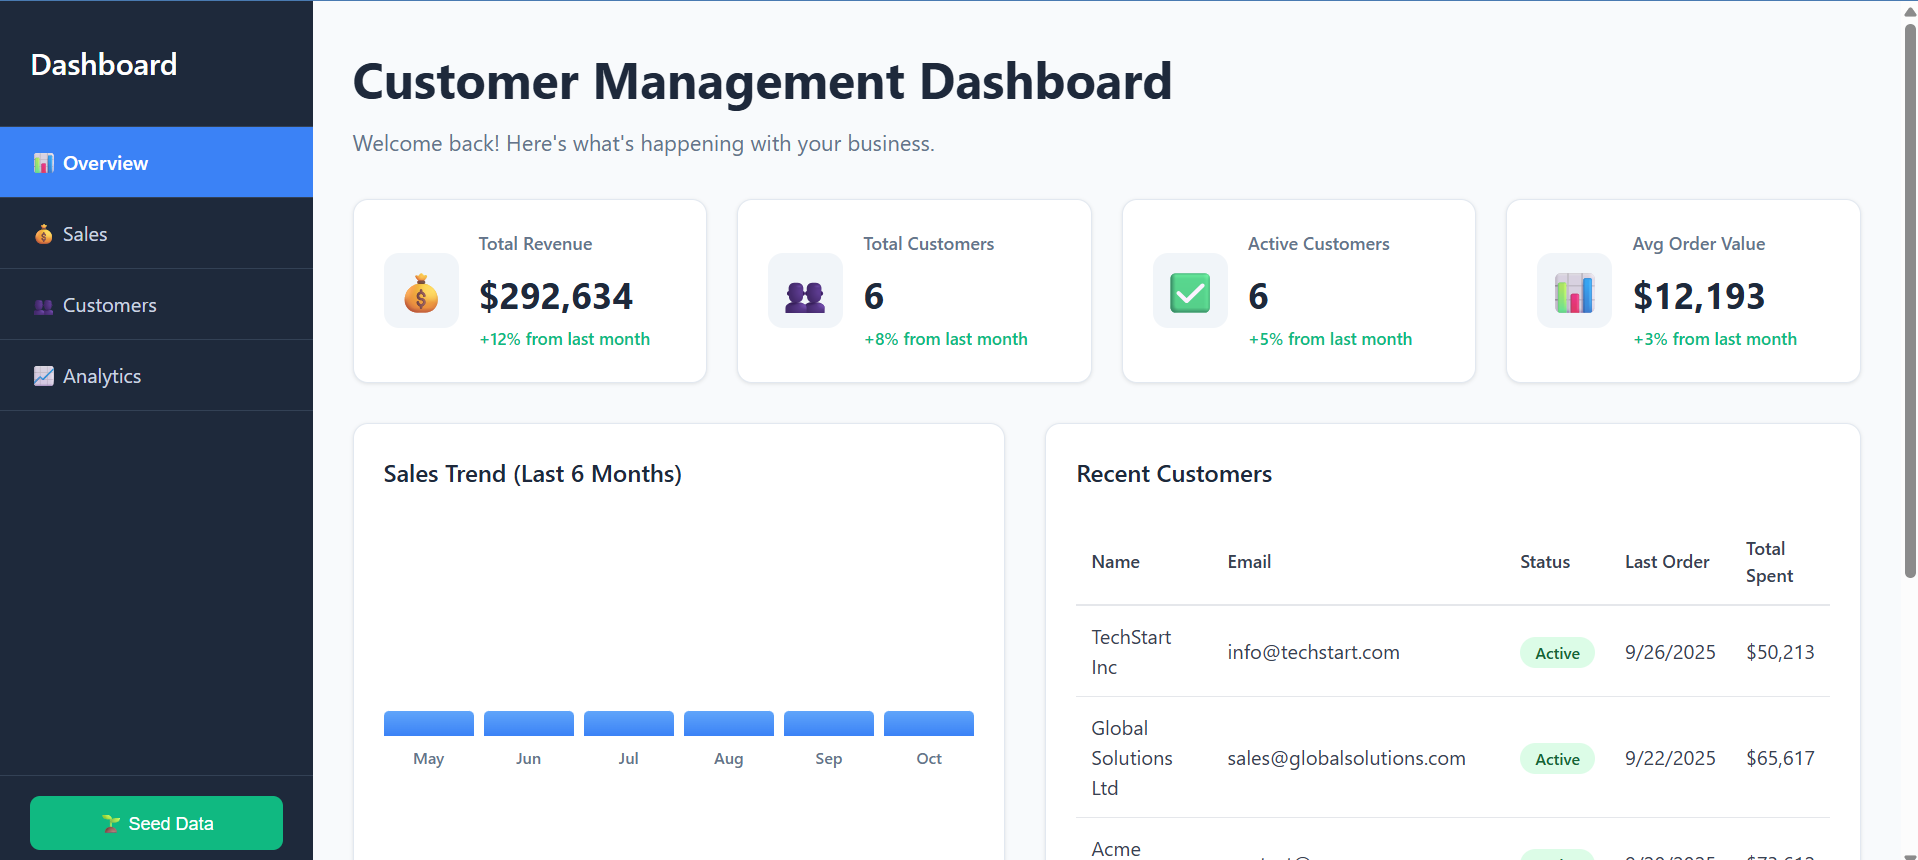 Dashboard
Overview
Sales
Customers
Analytics
Seed Data
Customer Management Dashboard
Welcome back! Here's what's happening with your business.
Total Revenue
$292,634
+12% from last month
Total Customers
6
+8% from last month
Active Customers
6
+5% from last month
Avg Order Value
$12,193
+3% from last month
Sales Trend (Last 6 Months)
May Jun Jul Aug Sep Oct
Recent Customers
Name Email Status Last Order Total
Spent
TechStart
Inc
info@techstart.com Active 9/26/2025 $50,213
Global
Solutions
Ltd
sales@globalsolutions.com Active 9/22/2025 $65,617
Acme